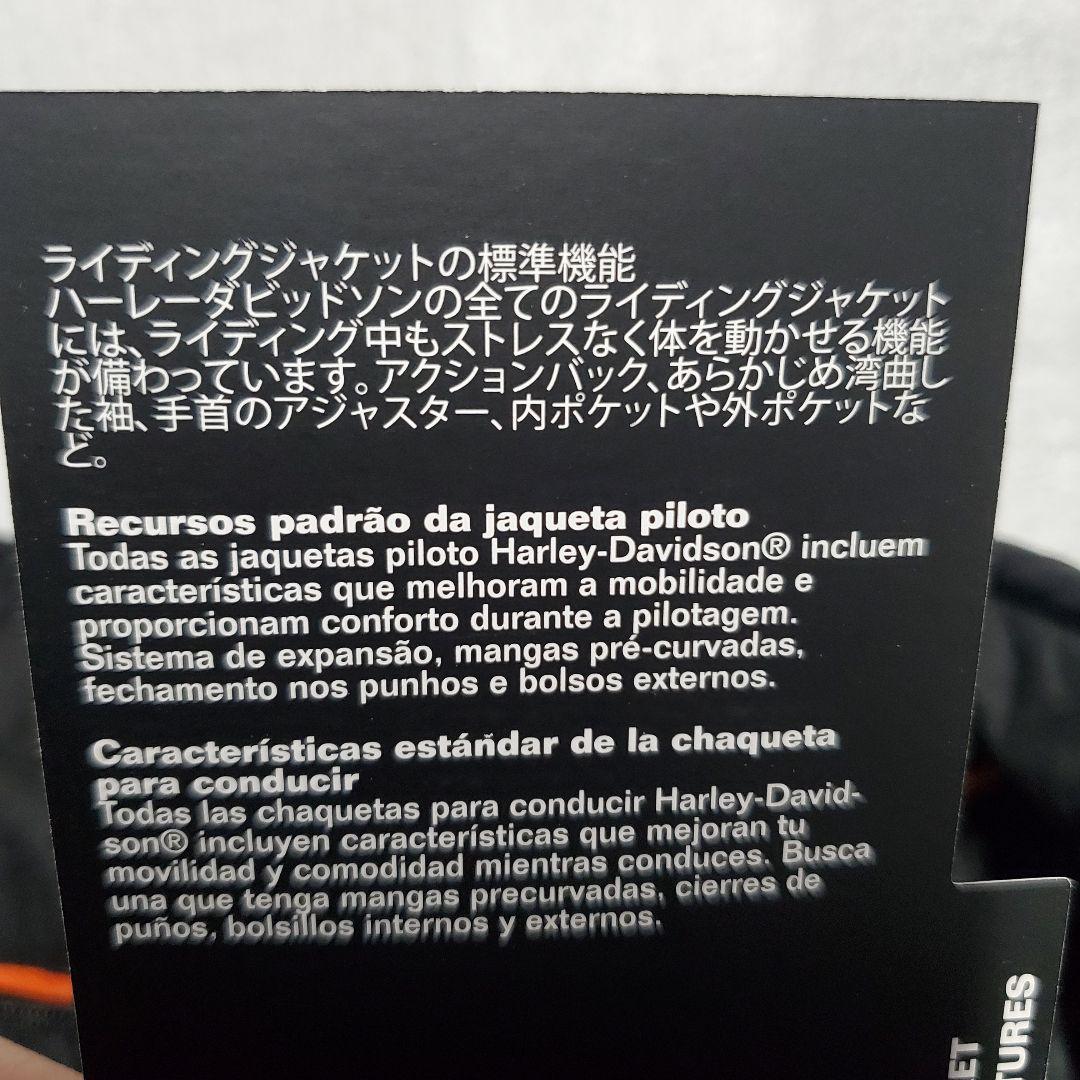 ライディングジャケットの標準機能
ハーレーダビッドソンの全てのライディングジャケット
には、ライディング中もストレスなく体を動かせる機能
が備わっています。アクションバック、あらかじめ湾曲し
た袖、手首のアジャスター、内ポケットや外ポケットな
ど。
Recursos padrão da jaqueta piloto
Todas as jaquetas piloto Harley-Davidson® incluem
características que melhoram a mobilidade e
proporcionam conforto durante a pilotagem.
Sistema de expansão, mangas pré-curvadas,
fechamento nos punhos e bolsos externos.
Características estándar de la chaqueta
para conducir
Todas las chaquetas para conducir Harley-David-
son® incluyen características que mejoran tu
movilidad y comodidad mientras conduces. Busca
una que tenga mangas precurvadas, cierres de
puños, bolsillos internos y externos.
ET
TURES